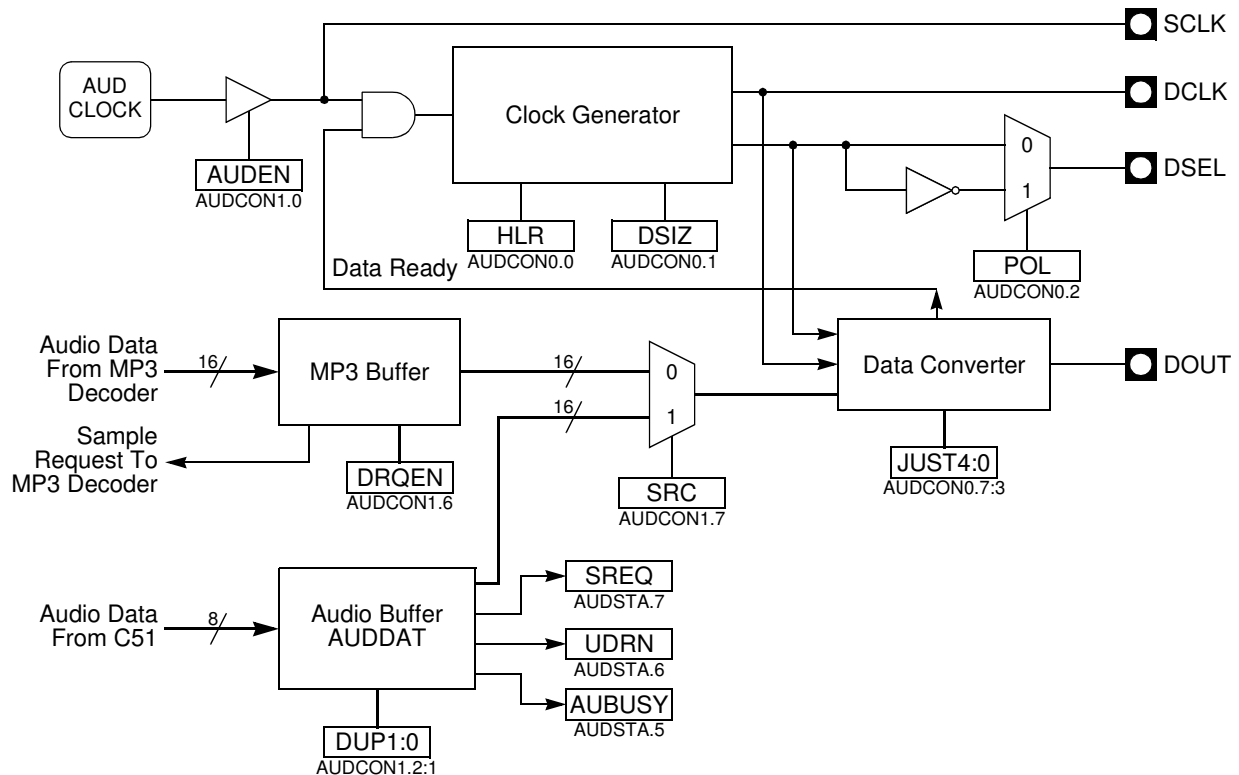 SCLK
AUD
CLOCK
DCLK
Clock Generator
0
1
DSEL
AUDEN
AUDCON1.0
HLR
AUDCON0.0
DSIZ
AUDCON0.1
POL
AUDCON0.2
Data Ready
Audio Data
From MP3
Decoder
16
MP3 Buffer
16
16
0
1
Data Converter
DOUT
Sample
Request To
MP3 Decoder
DRQEN
AUDCON1.6
SRC
AUDCON1.7
JUST4:0
AUDCON0.7:3
Audio Data
From C51
8
Audio Buffer
AUDDAT
SREQ
AUDSTA.7
UDRN
AUDSTA.6
AUBUSY
AUDSTA.5
DUP1:0
AUDCON1.2:1